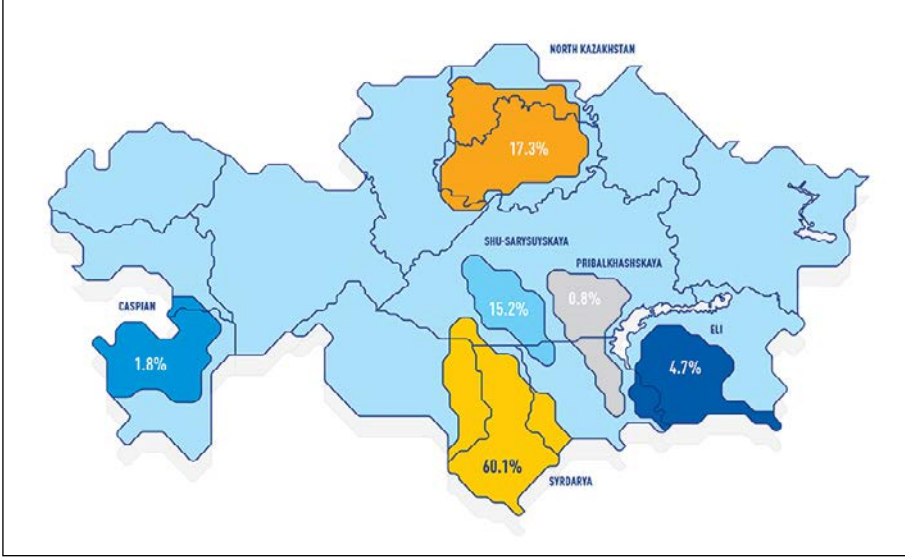 NORTH KAZAKHSTAN
17.3%
SHU-SARYSUYSKAYA
PRIBALKHASHSKAYA
15.2%
0.8%
CASPIAN
ELI
1.8%
4.7%
60.1%
SYRDARYA